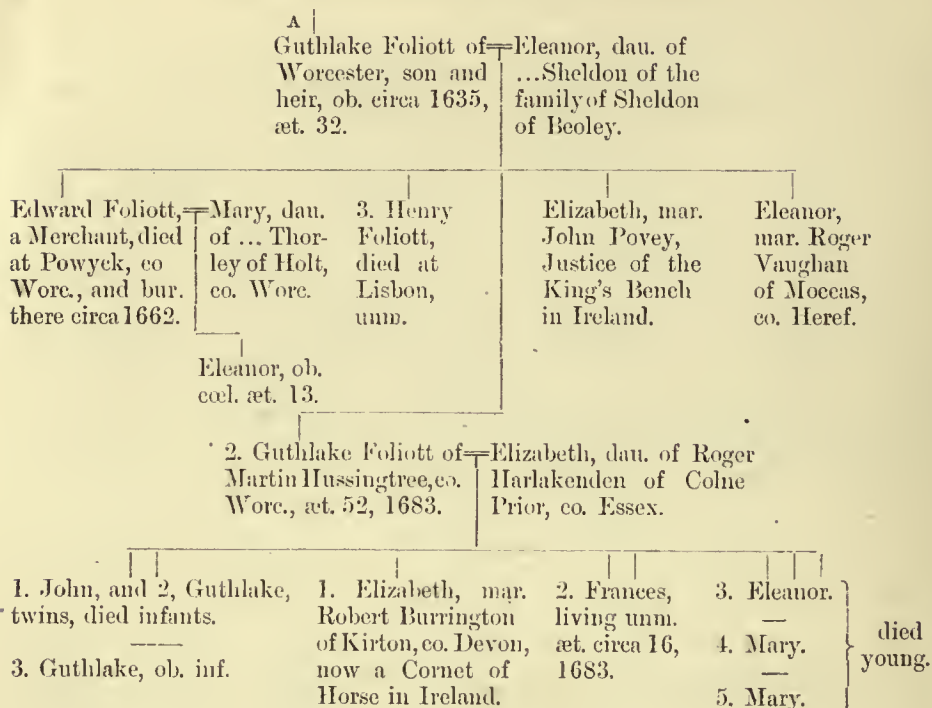 A
Guthlake Foliott of
Worcester, son and
heir, ob. circa 1635,
æt. 32.
Eleanor, dau. of
...Sheldon of the
family of Sheldon
of Beoley.
Edward Foliott,
a Merchant, died
at Powyck, co
Worc., and bur.
there circa 1662.
Mary, dau.
of ... Thor-
ley of Holt,
co. Worc.
3. Henry
Foliott,
died at
Lisbon,
unm.
Elizabeth, mar.
John Povey,
Justice of the
King's Bench
in Ireland.
Eleanor,
mar. Roger
Vaughan
of Moccas,
co. Heref.
Eleanor, ob.
cœl. æt. 13.
2. Guthlake Foliott of
Martin Hussingtree, co.
Worc., æt. 52, 1683.
Elizabeth, dau. of Roger
Harlakenden of Colne
Prior, co. Essex.
1. John, and 2, Guthlake,
twins, died infants.
3. Guthlake, ob. inf.
1. Elizabeth, mar.
Robert Burrington
of Kirton, co. Devon,
now a Cornet of
Horse in Ireland.
2. Frances,
living unm.
æt. circa 16,
1683.
3. Eleanor.
4. Mary.
5. Mary.
died
young.